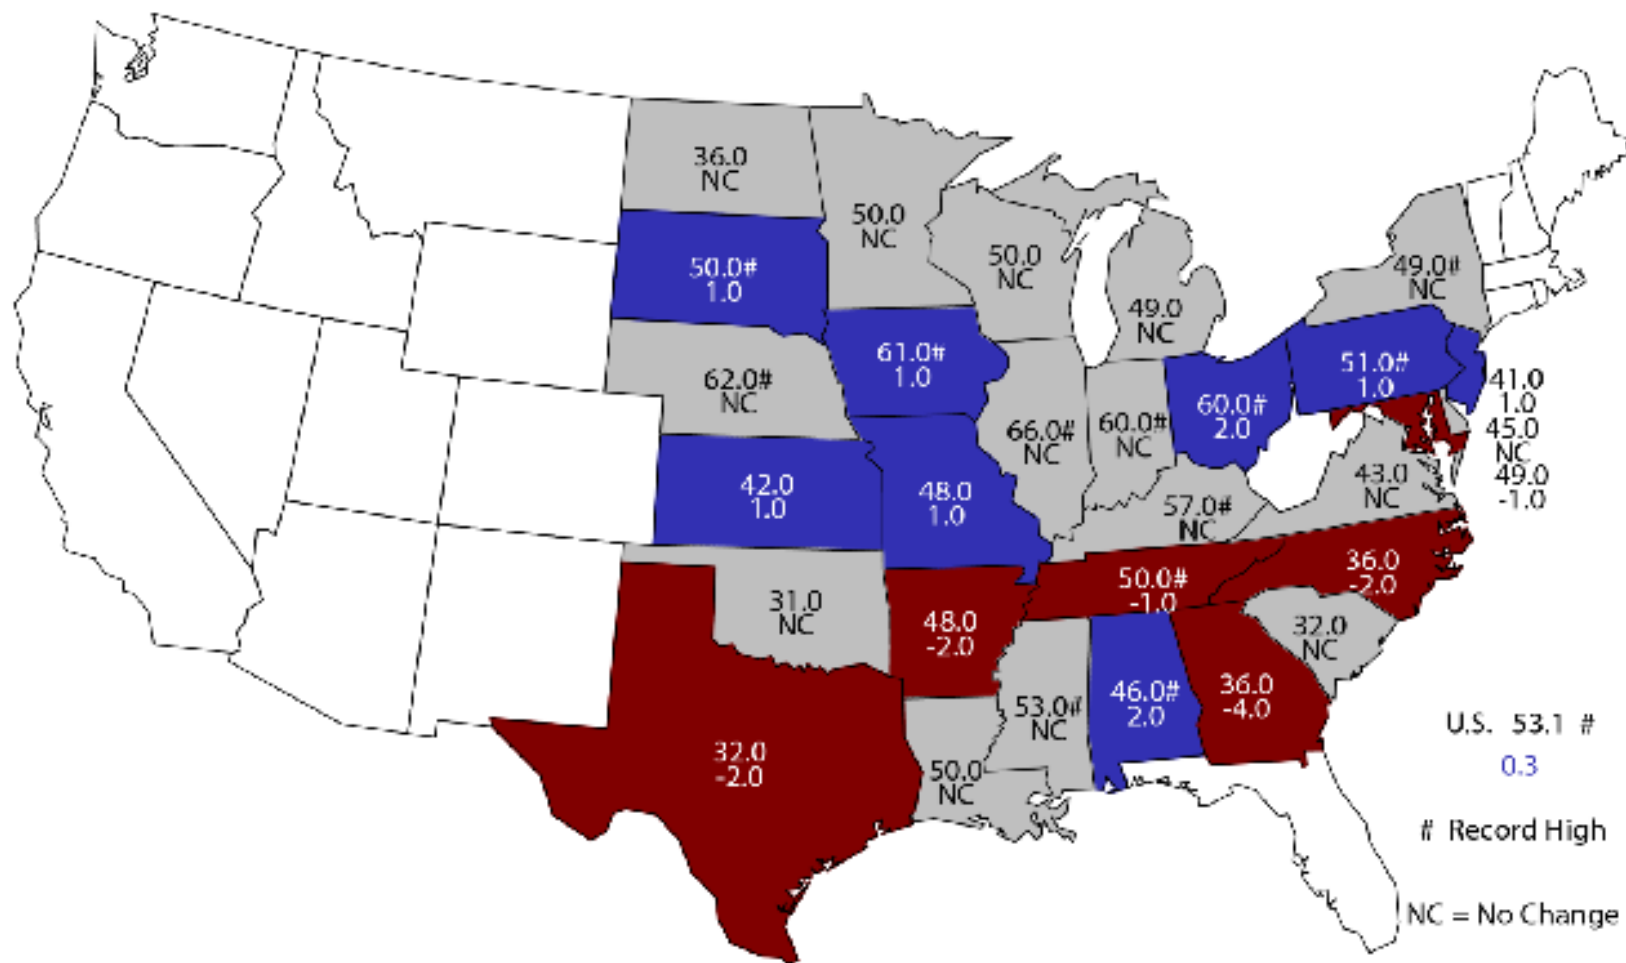 36.0
NC
50.0
NC
50.0#
1.0
50.0
NC
49.0#
NC
49.0
NC
61.0#
1.0
62.0#
NC
51.0#
1.0
41.0
1.0
45.0
NC
49.0
-1.0
60.0#
2.0
66.0#
NC
60.0#
NC
42.0
1.0
48.0
1.0
43.0
NC
57.0#
NC
31.0
NC
48.0
-2.0
50.0#
-1.0
36.0
-2.0
32.0
NC
32.0
-2.0
50.0
NC
53.0#
NC
46.0#
2.0
36.0
-4.0
U.S. 53.1 #
0.3
# Record High
NC = No Change